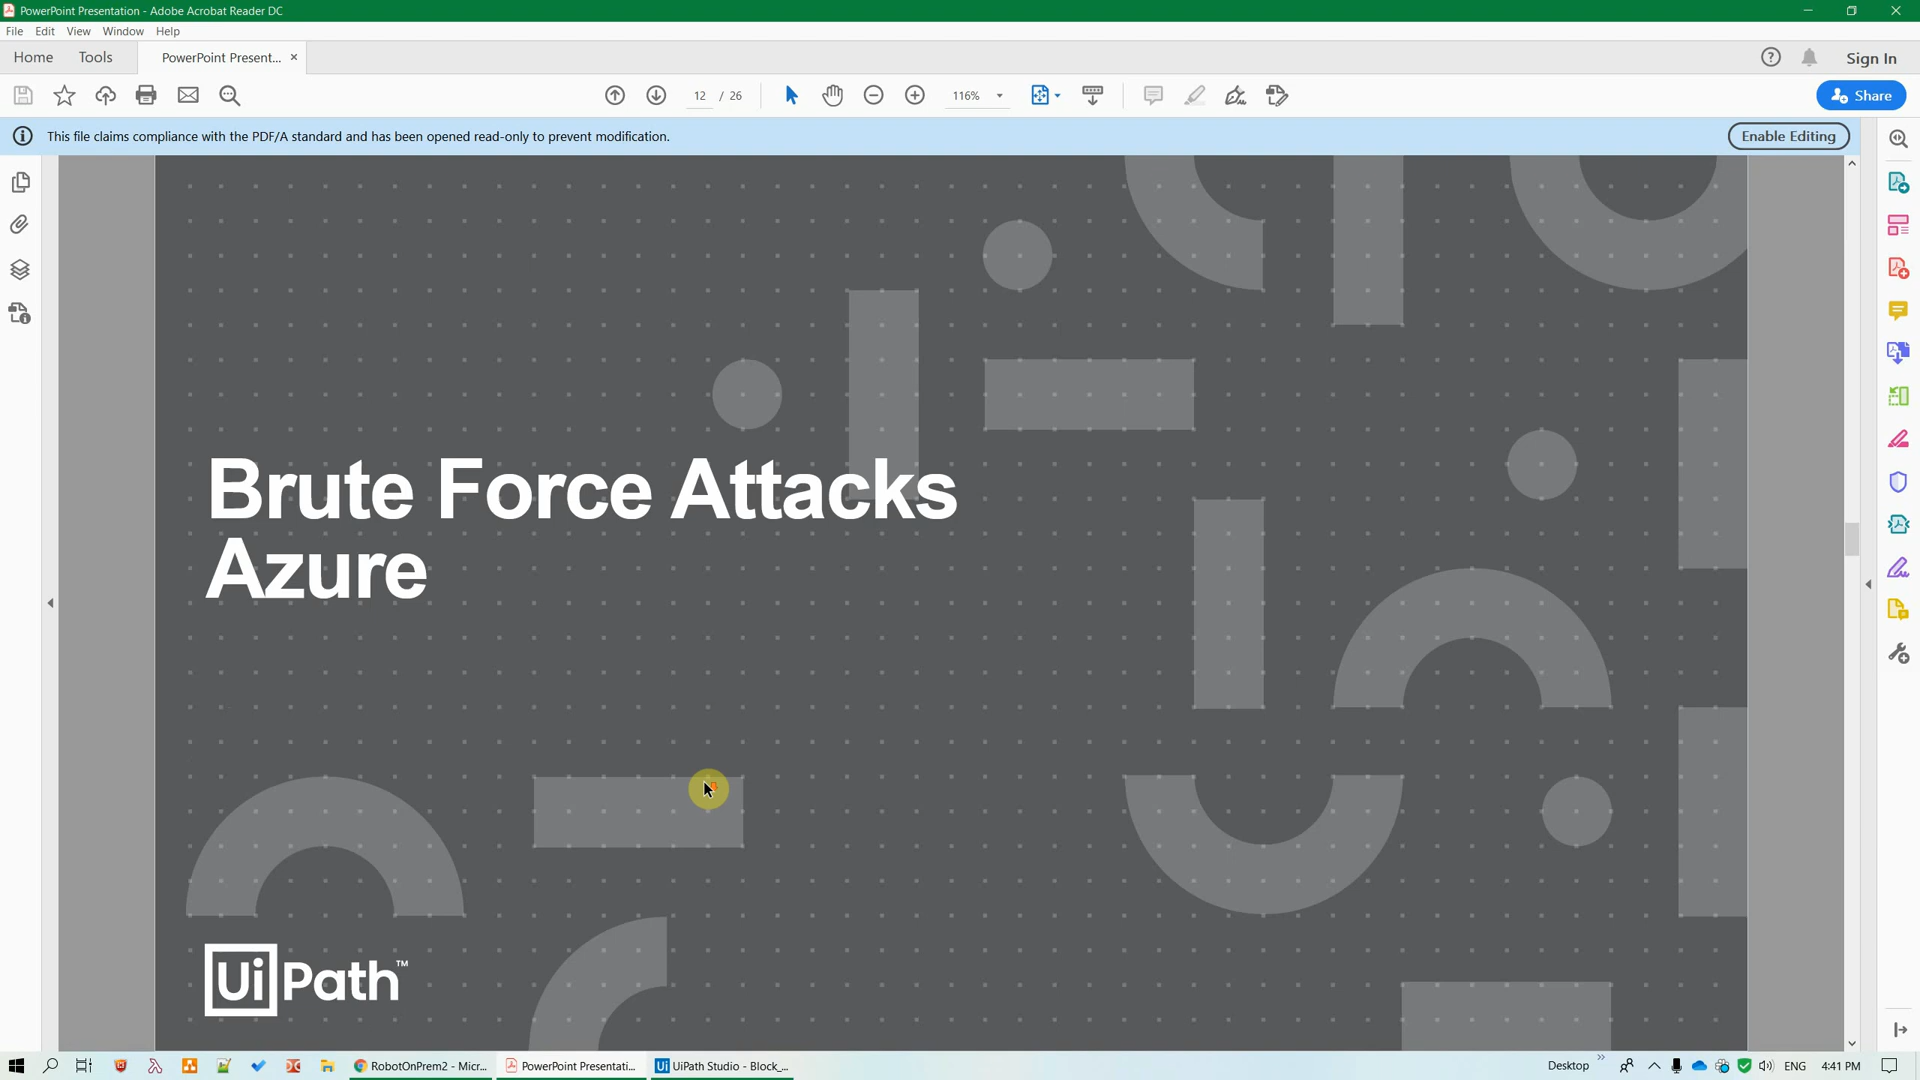 PowerPoint Presentation - Adobe Acrobat Reader DC
File Edit View Window Help
Home Tools PowerPoint Present... × Sign In
12 / 26 116% Share
This file claims compliance with the PDF/A standard and has been opened read-only to prevent modification. Enable Editing
Brute Force Attacks
Azure
UiPath™
RobotOnPrem2 - Micr... PowerPoint Presentati... Ui UiPath Studio - Block_... Desktop » ENG 4:41 PM